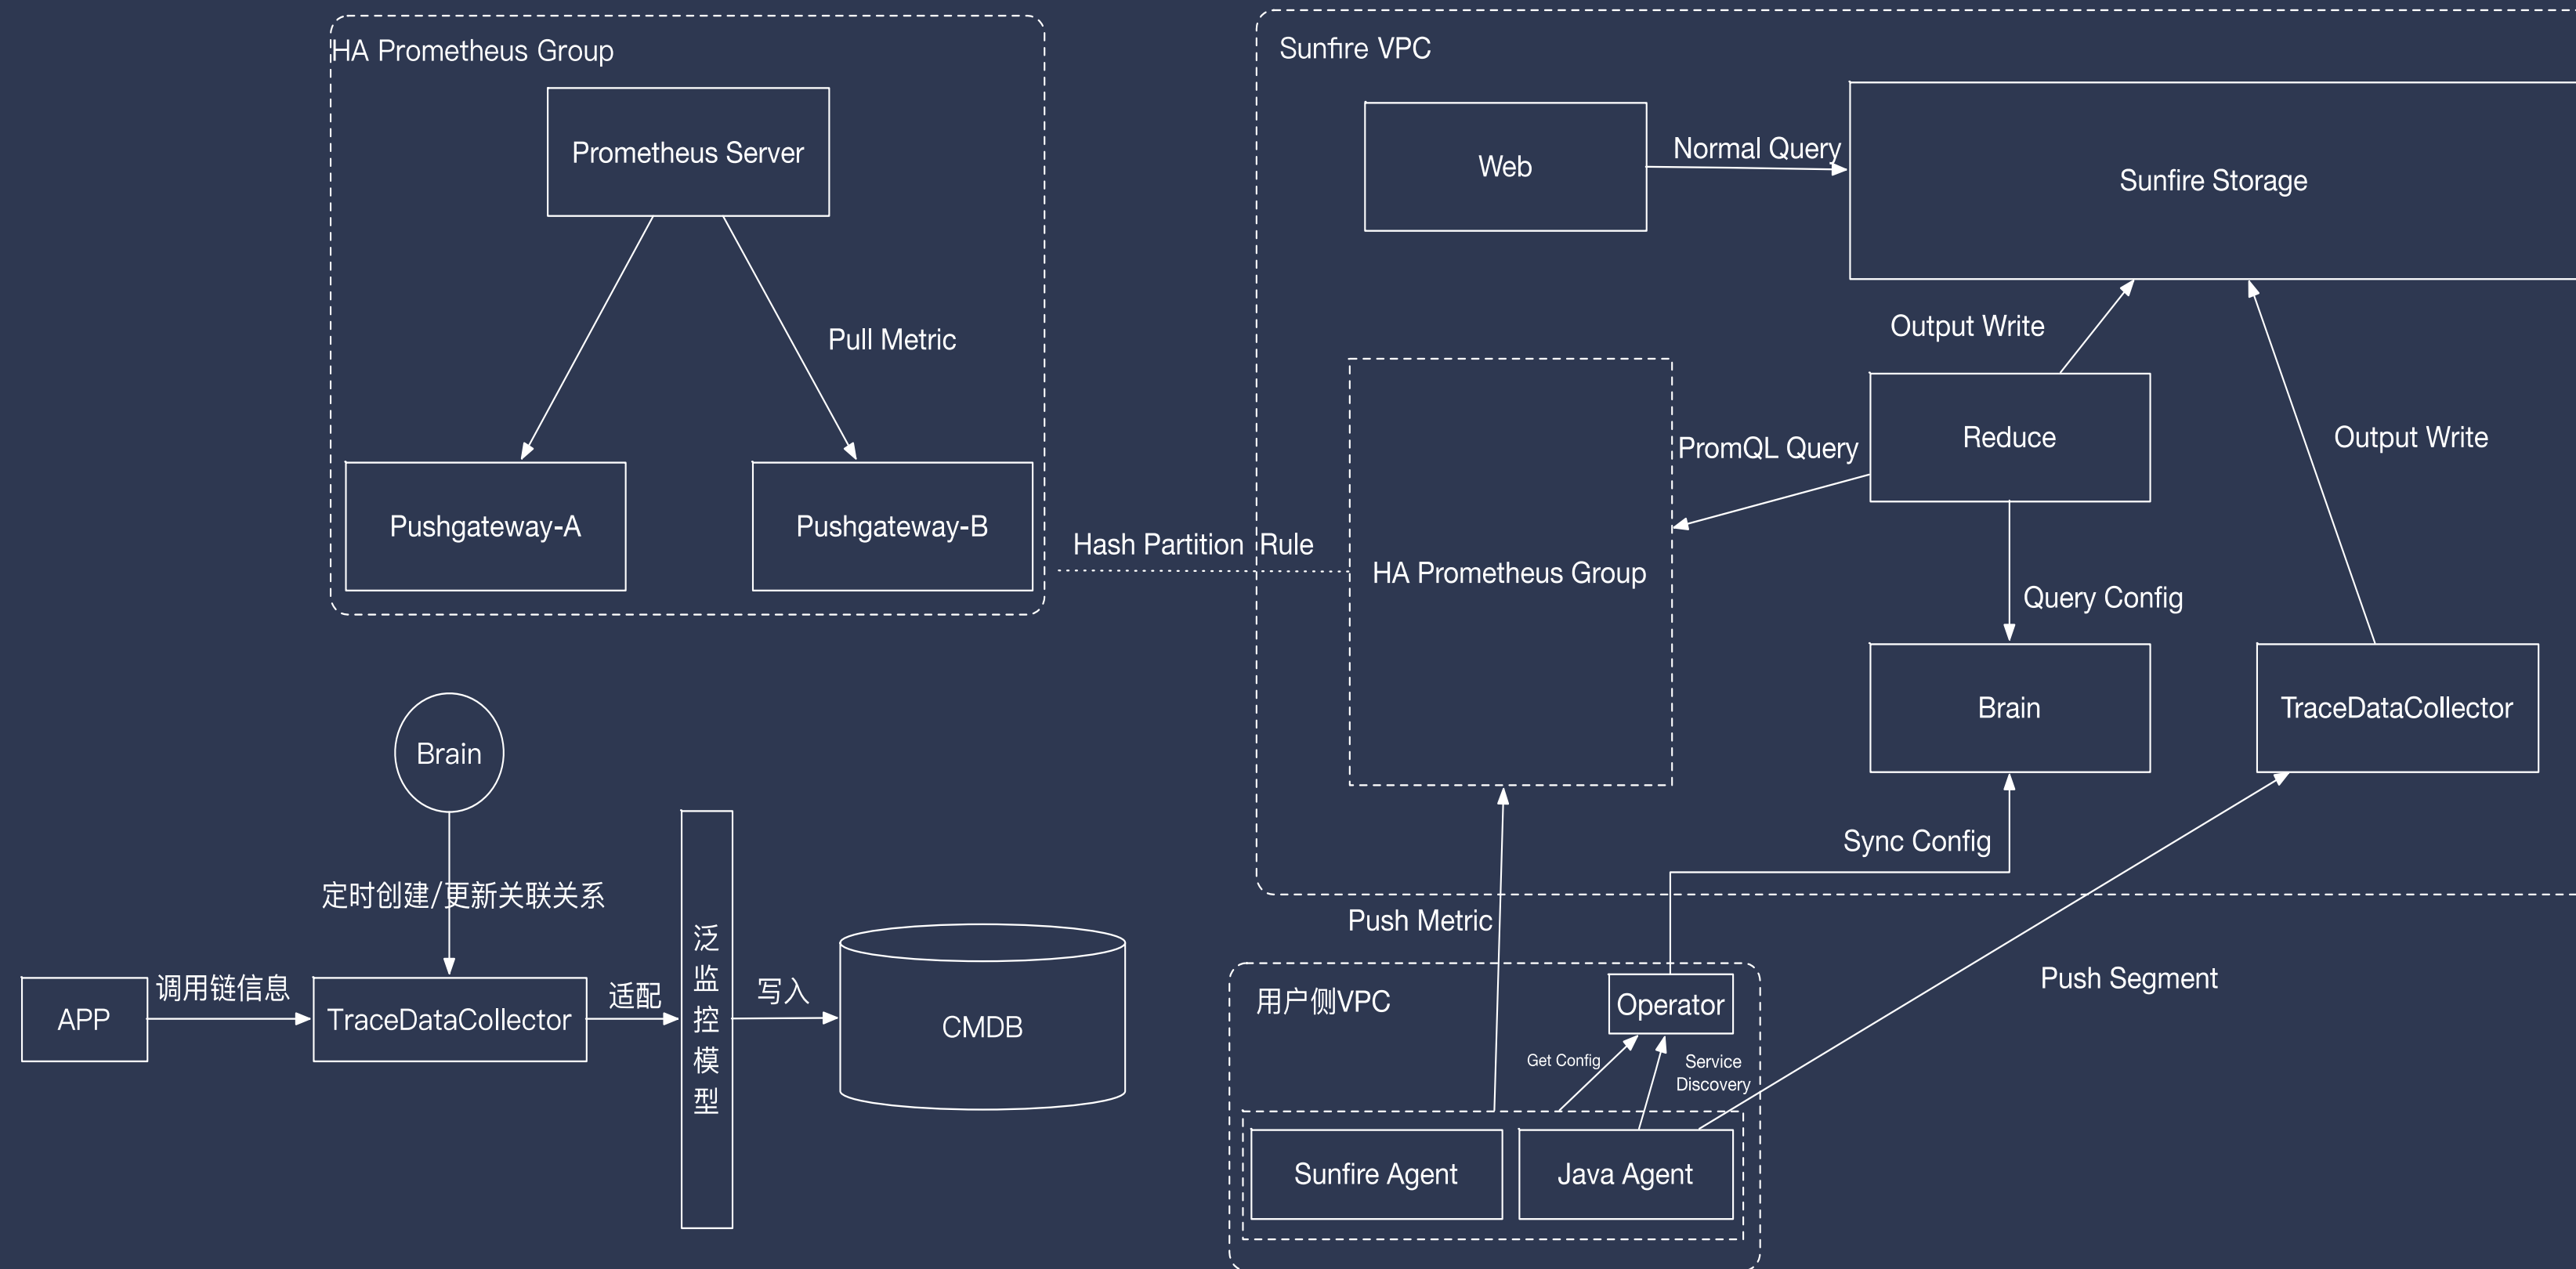 HA Prometheus Group
Prometheus Server
Pull Metric
Pushgateway-A
Pushgateway-B
Hash Partition Rule
Sunfire VPC
Web
Normal Query
Sunfire Storage
Output Write
Reduce
Output Write
PromQL Query
HA Prometheus Group
Query Config
Brain
TraceDataCollector
Sync Config
Push Metric
Push Segment
用户侧VPC
Operator
Get Config
Service
Discovery
Sunfire Agent
Java Agent
Brain
定时创建/更新关联关系
APP
调用链信息
TraceDataCollector
适配
泛
监
控
模
型
写入
CMDB